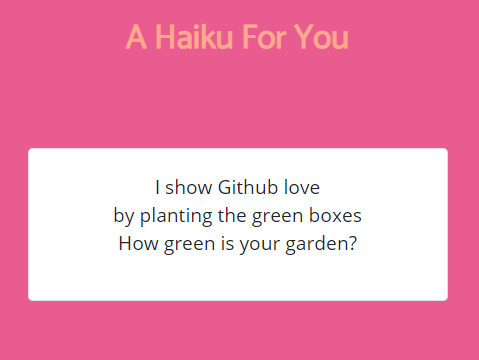 A Haiku For You
I show Github love
by planting the green boxes
How green is your garden?